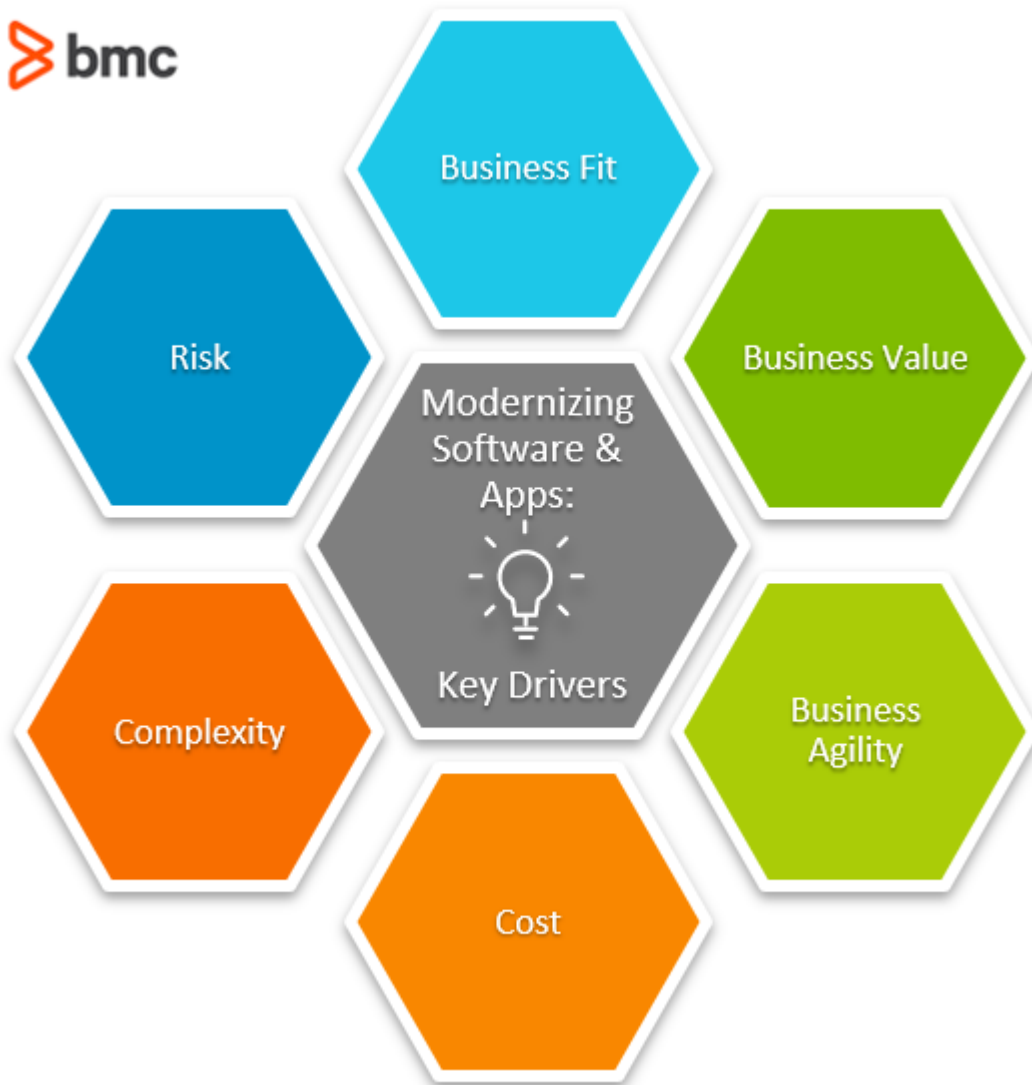 bmc
Business Fit
Risk
Business Value
Modernizing
Software &
Apps:
Key Drivers
Complexity
Business
Agility
Cost